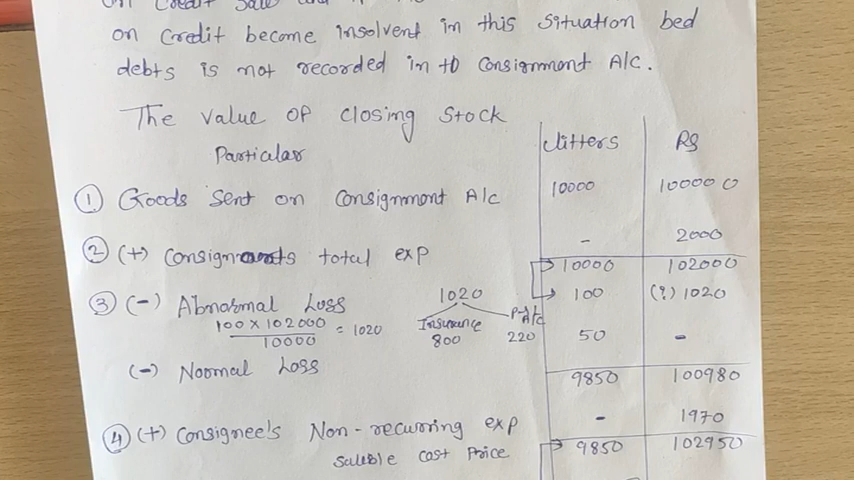 on credit become insolvent in this situation bed
debts is not recorded in to Consignment A/c.
The value of closing stock
Particular Litters RS
① Goods sent on Consignment A/c 10000 100000
② (+) Consignments total exp - 2000
10000 102000
③ (-) Abnormal Loss 1020 100 (?) 1020
100 x 102000 / 10000 = 1020 Insurance 800 P&L A/c 220
(-) Normal Loss 50 -
9850 100980
④ (+) Consignee's Non-recurring exp - 1970
Saleble cost Price 9850 102950